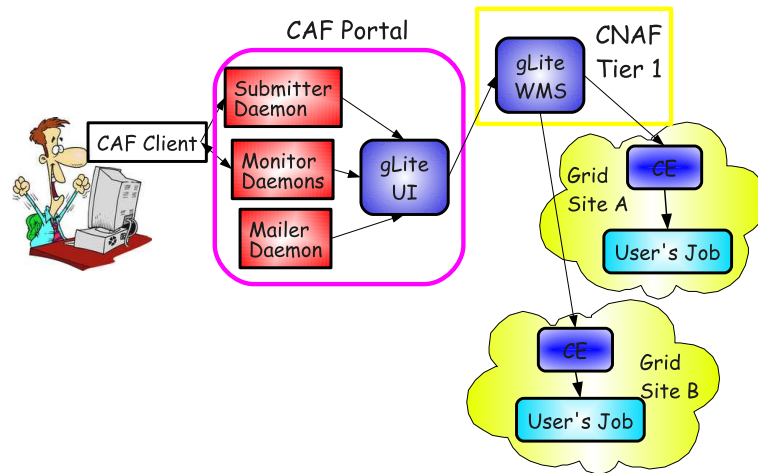 CAF Portal
CNAF
Tier 1
Submitter
Daemon
gLite
WMS
CAF Client
Monitor
Daemons
gLite
UI
Mailer
Daemon
Grid
Site A
CE
User's Job
CE
Grid
Site B
User's Job